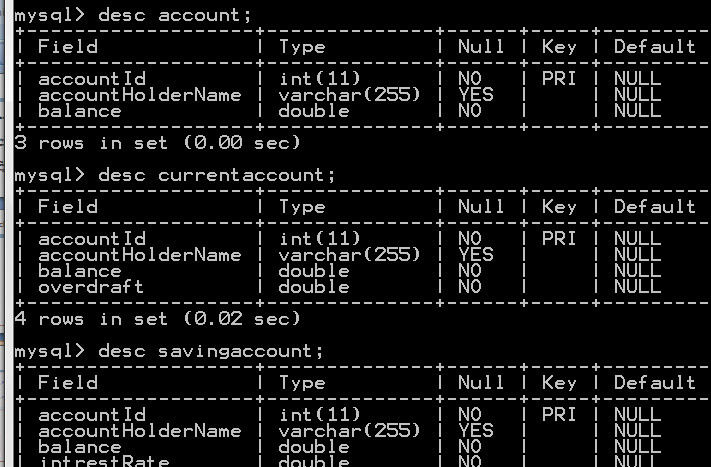 mysql> desc account;
+-----------------+--------------+------+-----+---------
| Field | Type | Null | Key | Default
+-----------------+--------------+------+-----+---------
| accountId | int(11) | NO | PRI | NULL
| accountHolderName | varchar(255) | YES | | NULL
| balance | double | NO | | NULL
+-----------------+--------------+------+-----+---------
3 rows in set (0.00 sec)
mysql> desc currentaccount;
+-----------------+--------------+------+-----+---------
| Field | Type | Null | Key | Default
+-----------------+--------------+------+-----+---------
| accountId | int(11) | NO | PRI | NULL
| accountHolderName | varchar(255) | YES | | NULL
| balance | double | NO | | NULL
| overdraft | double | NO | | NULL
+-----------------+--------------+------+-----+---------
4 rows in set (0.02 sec)
mysql> desc savingaccount;
+-----------------+--------------+------+-----+---------
| Field | Type | Null | Key | Default
+-----------------+--------------+------+-----+---------
| accountId | int(11) | NO | PRI | NULL
| accountHolderName | varchar(255) | YES | | NULL
| balance | double | NO | | NULL
| intrestRate | double | NO | | NULL